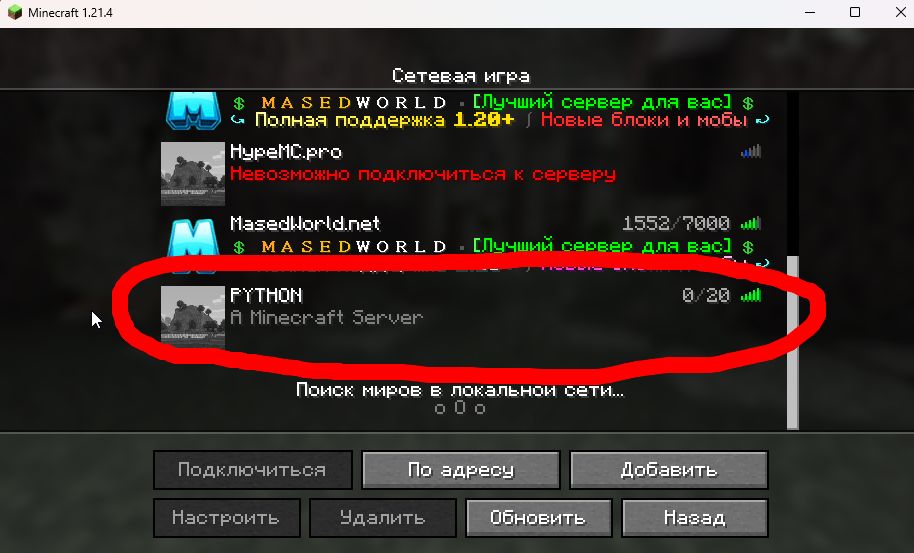 Minecraft 1.21.4
Сетевая игра
$ MASEDWORLD - [Лучший сервер для вас] $
Полная поддержка 1.20+ ∫ Новые блоки и мобы
HypeMC.pro
Невозможно подключиться к серверу
MasedWorld.net 1552/7000
$ MASEDWORLD - [Лучший сервер для вас] $
PYTHON 0/20
A Minecraft Server
Поиск миров в локальной сети...
o O o
Подключиться По адресу Добавить
Настроить Удалить Обновить Назад